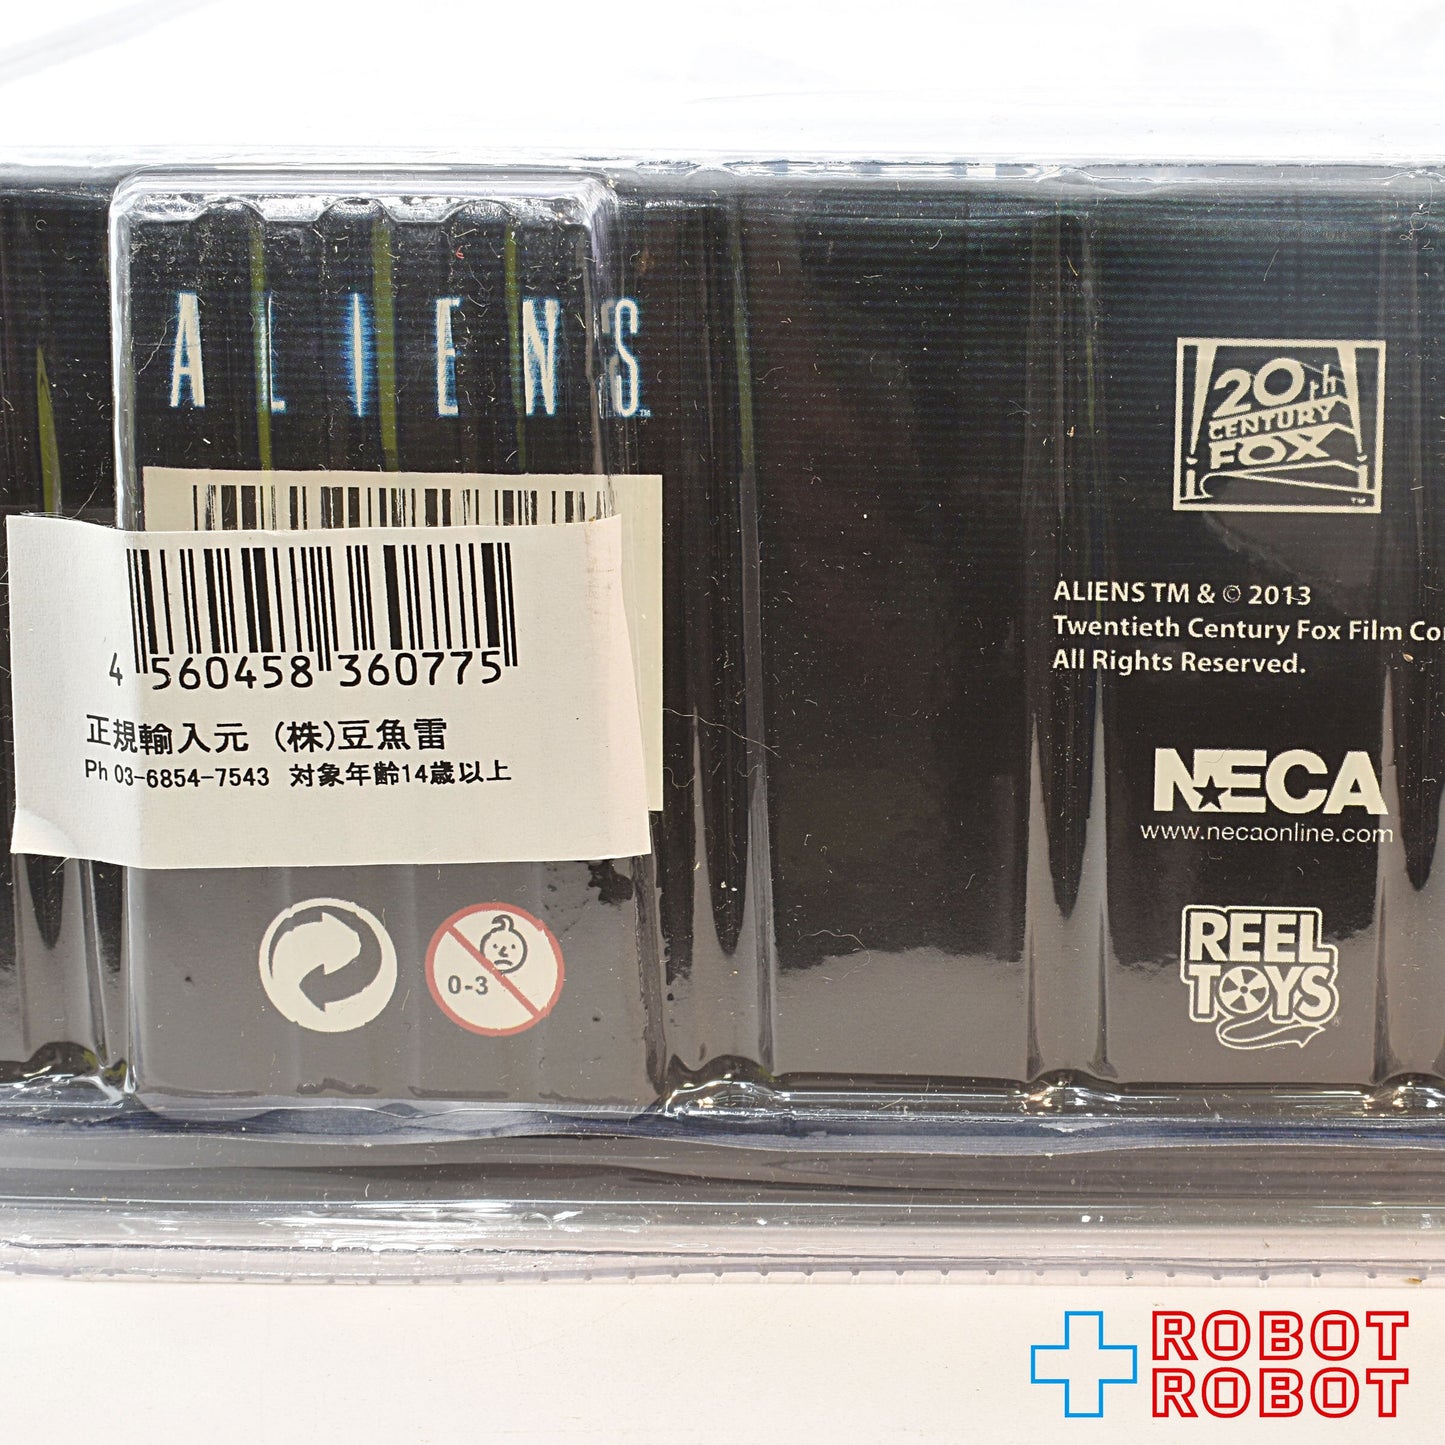 ALIENS™
4 560458 360775
正規輸入元 (株)豆魚雷
Ph 03-6854-7543 対象年齢14歳以上
0-3
20th
CENTURY
FOX
™
ALIENS TM & © 2013
Twentieth Century Fox Film
All Rights Reserved.
NECA
www.necaonline.com
REEL
TOYS®
ROBOT
ROBOT